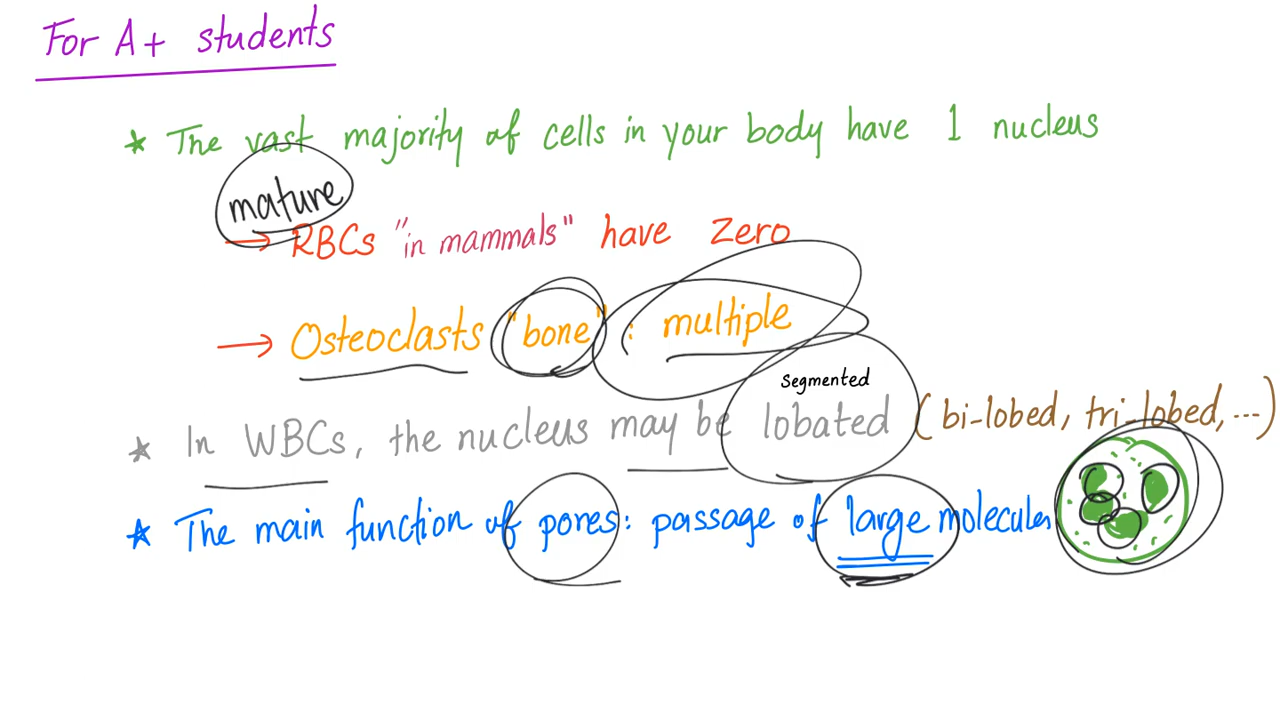 For A+ students
* The vast majority of cells in your body have 1 nucleus
mature
→ RBCs "in mammals" have Zero
→ Osteoclasts "bone" : multiple
segmented
* In WBCs, the nucleus may be lobated (bi-lobed, tri-lobed, ...)
* The main function of pores: passage of large molecules